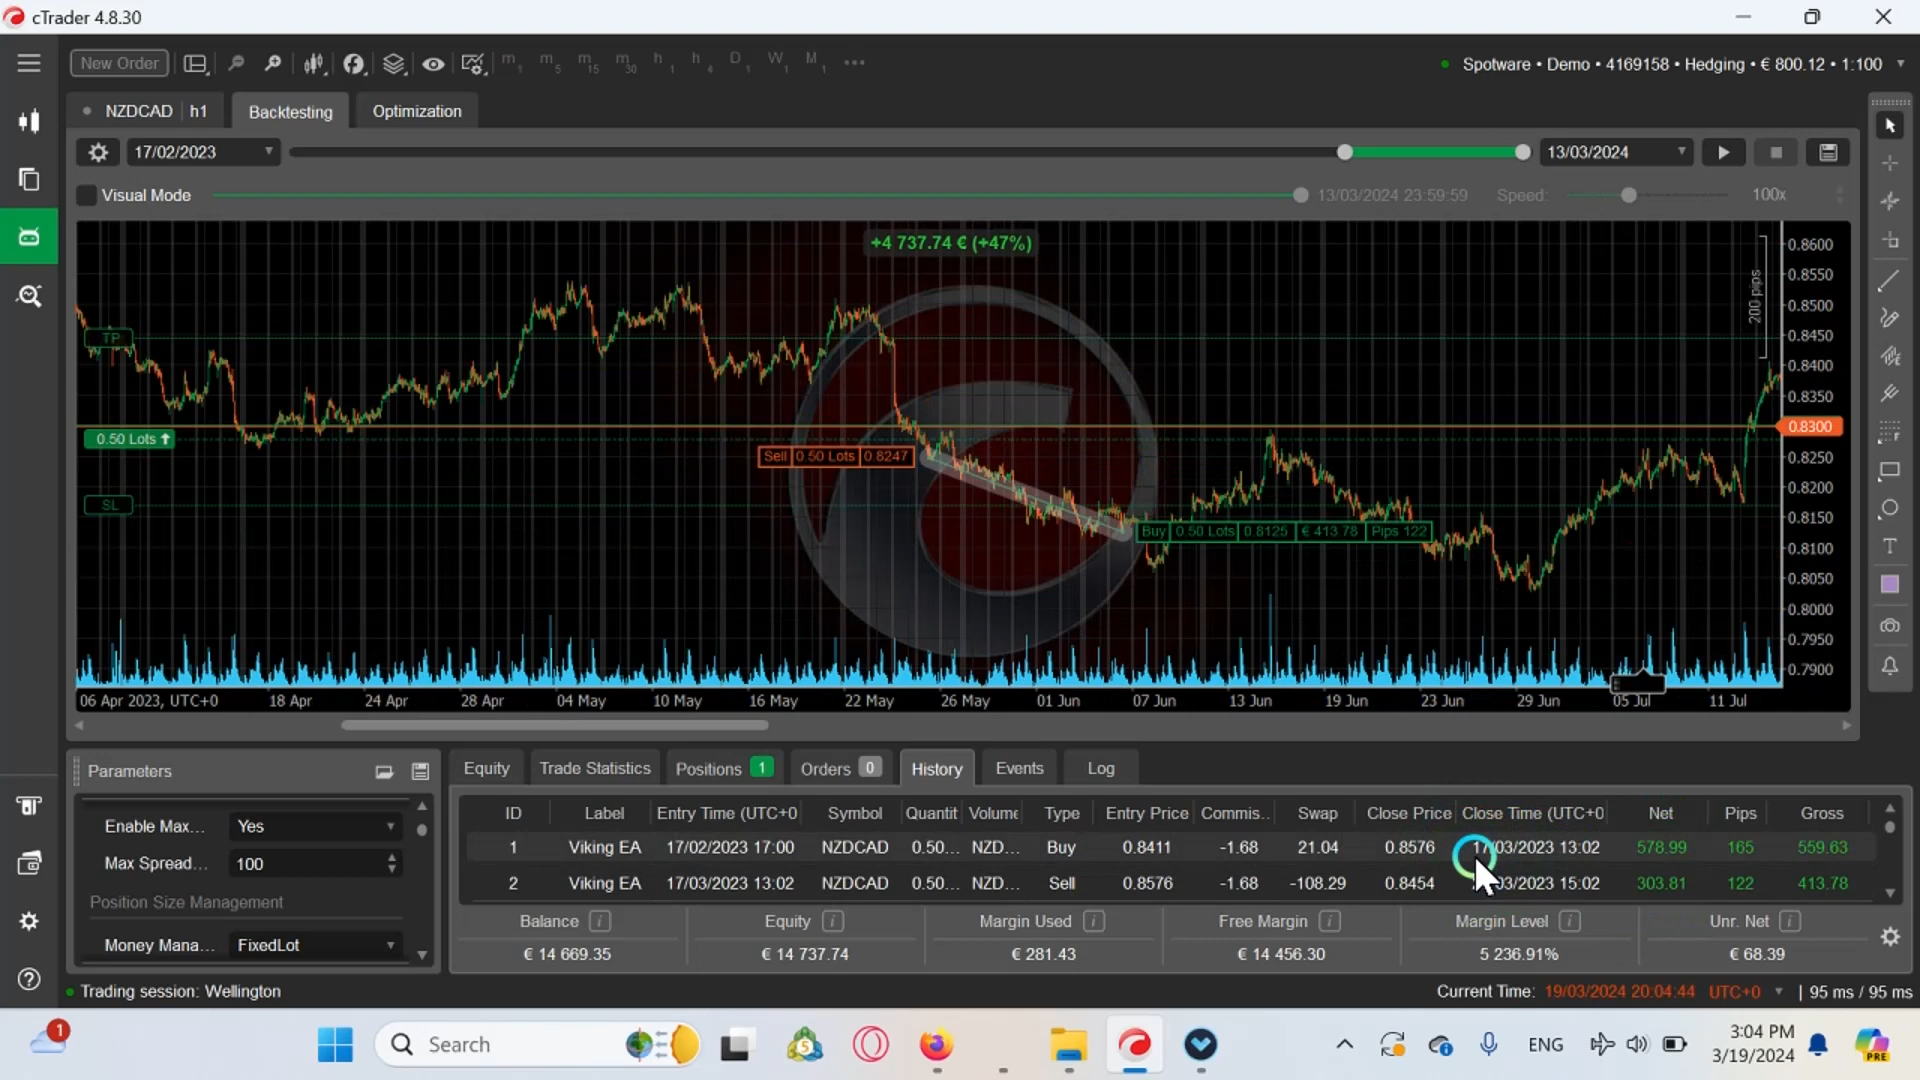 cTrader 4.8.30
New Order m1 m5 m15 m30 h1 h4 D1 W1 M1 Spotware • Demo • 4169158 • Hedging • € 800.12 • 1:100
NZDCAD h1 Backtesting Optimization
17/02/2023 13/03/2024
Visual Mode 13/03/2024 23:59:59 Speed: 100x
+4 737.74 € (+47%)
0.8600
0.8550
200 pips
0.8500
TP
0.8450
0.8400
0.8350
0.8300
0.50 Lots
Sell 0.50 Lots 0.8247
0.8250
0.8200
SL
0.8150
Buy 0.50 Lots 0.8125 € 413.78 Pips 122
0.8100
0.8050
0.8000
0.7950
0.7900
06 Apr 2023, UTC+0 18 Apr 24 Apr 28 Apr 04 May 10 May 16 May 22 May 26 May 01 Jun 07 Jun 13 Jun 19 Jun 23 Jun 29 Jun 05 Jul 11 Jul
Parameters
Enable Max... Yes
Max Spread... 100
Position Size Management
Money Mana... FixedLot
Equity Trade Statistics Positions 1 Orders 0 History Events Log
ID Label Entry Time (UTC+0 Symbol Quantit Volume Type Entry Price Commis... Swap Close Price Close Time (UTC+0 Net Pips Gross
1 Viking EA 17/02/2023 17:00 NZDCAD 0.50... NZD... Buy 0.8411 -1.68 21.04 0.8576 17/03/2023 13:02 578.99 165 559.63
2 Viking EA 17/03/2023 13:02 NZDCAD 0.50... NZD... Sell 0.8576 -1.68 -108.29 0.8454 3/2023 15:02 303.81 122 413.78
Balance Equity Margin Used Free Margin Margin Level Unr. Net
€ 14 669.35 € 14 737.74 € 281.43 € 14 456.30 5 236.91% € 68.39
Trading session: Wellington Current Time: 19/03/2024 20:04:44 UTC+0 | 95 ms / 95 ms
1 Search 5 ENG 3:04 PM
3/19/2024
PRE